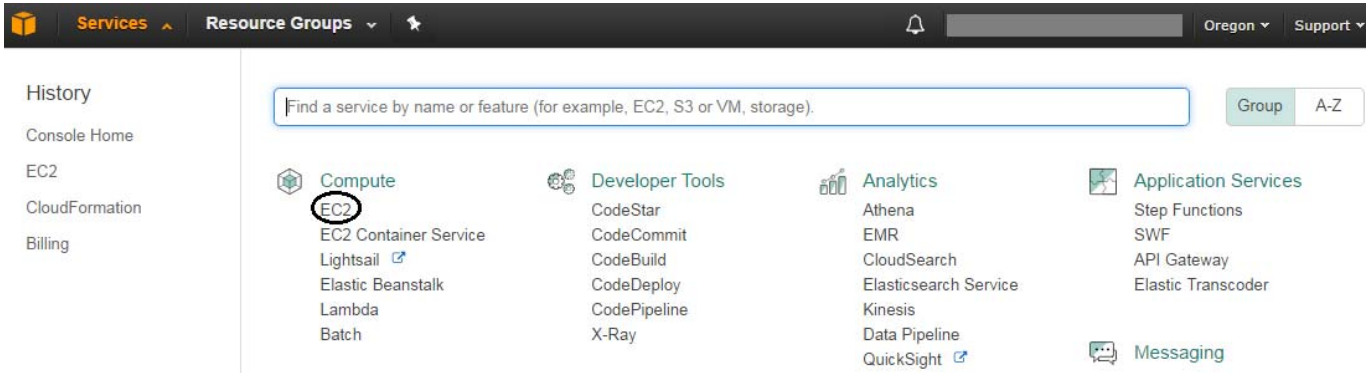 Services Resource Groups Oregon Support
History
Console Home
EC2
CloudFormation
Billing
Find a service by name or feature (for example, EC2, S3 or VM, storage).
Group A-Z
Compute
EC2
EC2 Container Service
Lightsail
Elastic Beanstalk
Lambda
Batch
Developer Tools
CodeStar
CodeCommit
CodeBuild
CodeDeploy
CodePipeline
X-Ray
Analytics
Athena
EMR
CloudSearch
Elasticsearch Service
Kinesis
Data Pipeline
QuickSight
Application Services
Step Functions
SWF
API Gateway
Elastic Transcoder
Messaging